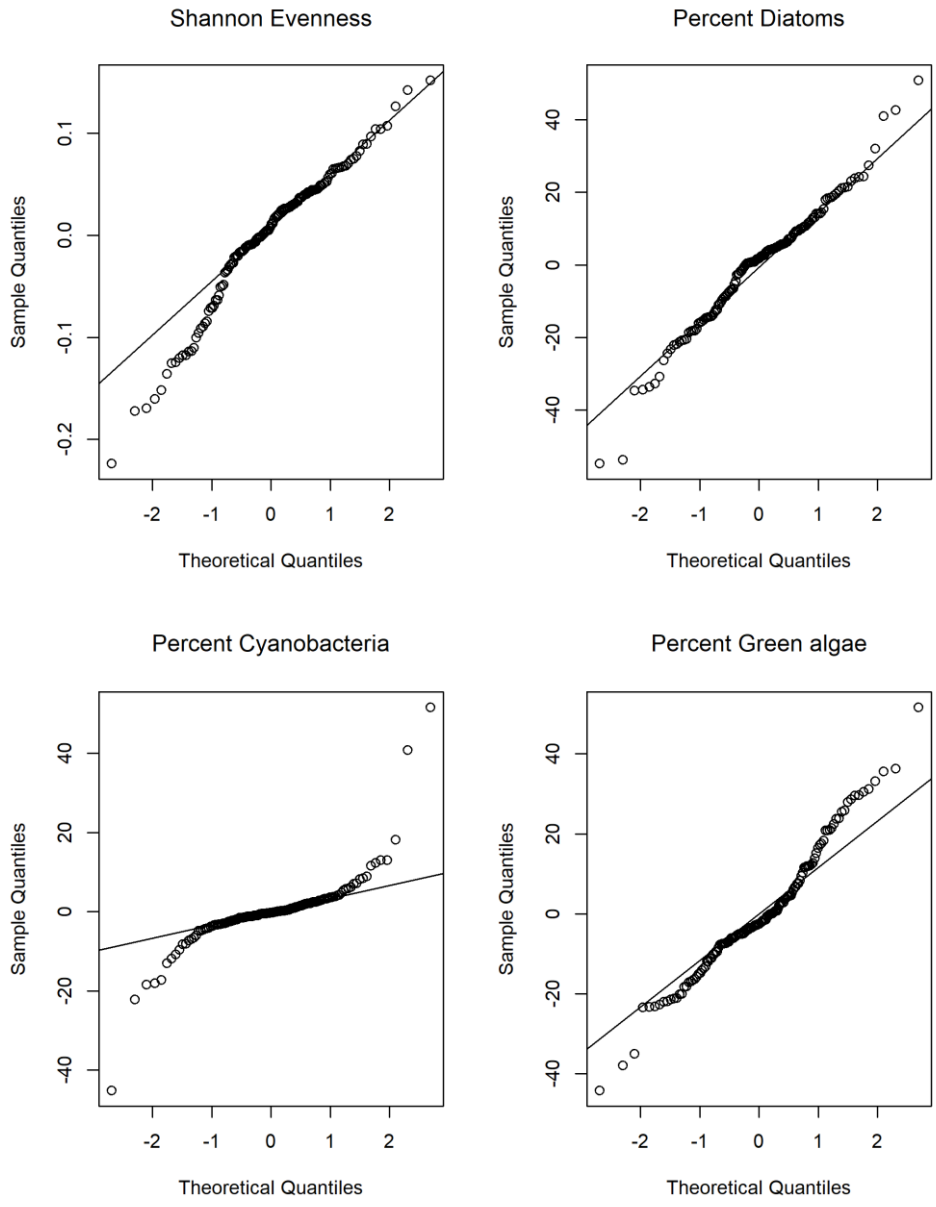 Shannon Evenness
Sample Quantiles
0.1
0.0
-0.1
-0.2
-2 -1 0 1 2
Theoretical Quantiles
Percent Diatoms
Sample Quantiles
40
20
0
-20
-40
-2 -1 0 1 2
Theoretical Quantiles
Percent Cyanobacteria
Sample Quantiles
40
20
0
-20
-40
-2 -1 0 1 2
Theoretical Quantiles
Percent Green algae
Sample Quantiles
40
20
0
-20
-40
-2 -1 0 1 2
Theoretical Quantiles